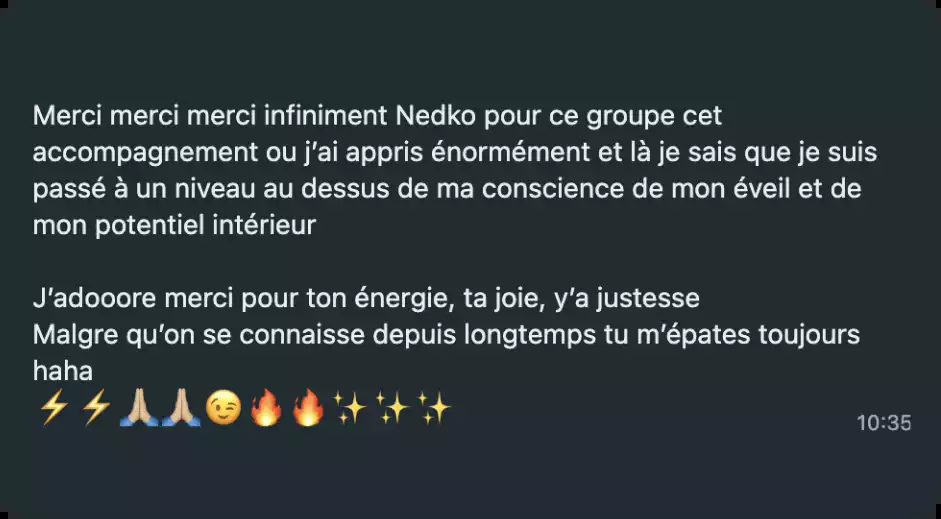 Merci merci merci infiniment Nedko pour ce groupe cet
accompagnement ou j’ai appris énormément et là je sais que je suis
passé à un niveau au dessus de ma conscience de mon éveil et de
mon potentiel intérieur
J’adooore merci pour ton énergie, ta joie, y’a justesse
Malgre qu’on se connaisse depuis longtemps tu m’épates toujours
haha
⚡⚡🙏🏼🙏🏼😉🔥🔥✨✨✨
10:35